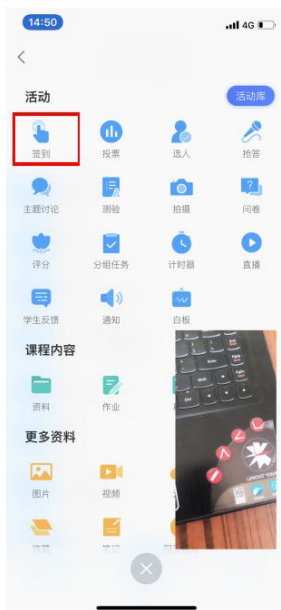 14:50 4G
活动 活动库
签到 投票 选人 抢答
主题讨论 测验 拍摄 问卷
评分 分组任务 计时器 直播
学生反馈 通知 白板
课程内容
资料 作业
更多资料
图片 视频